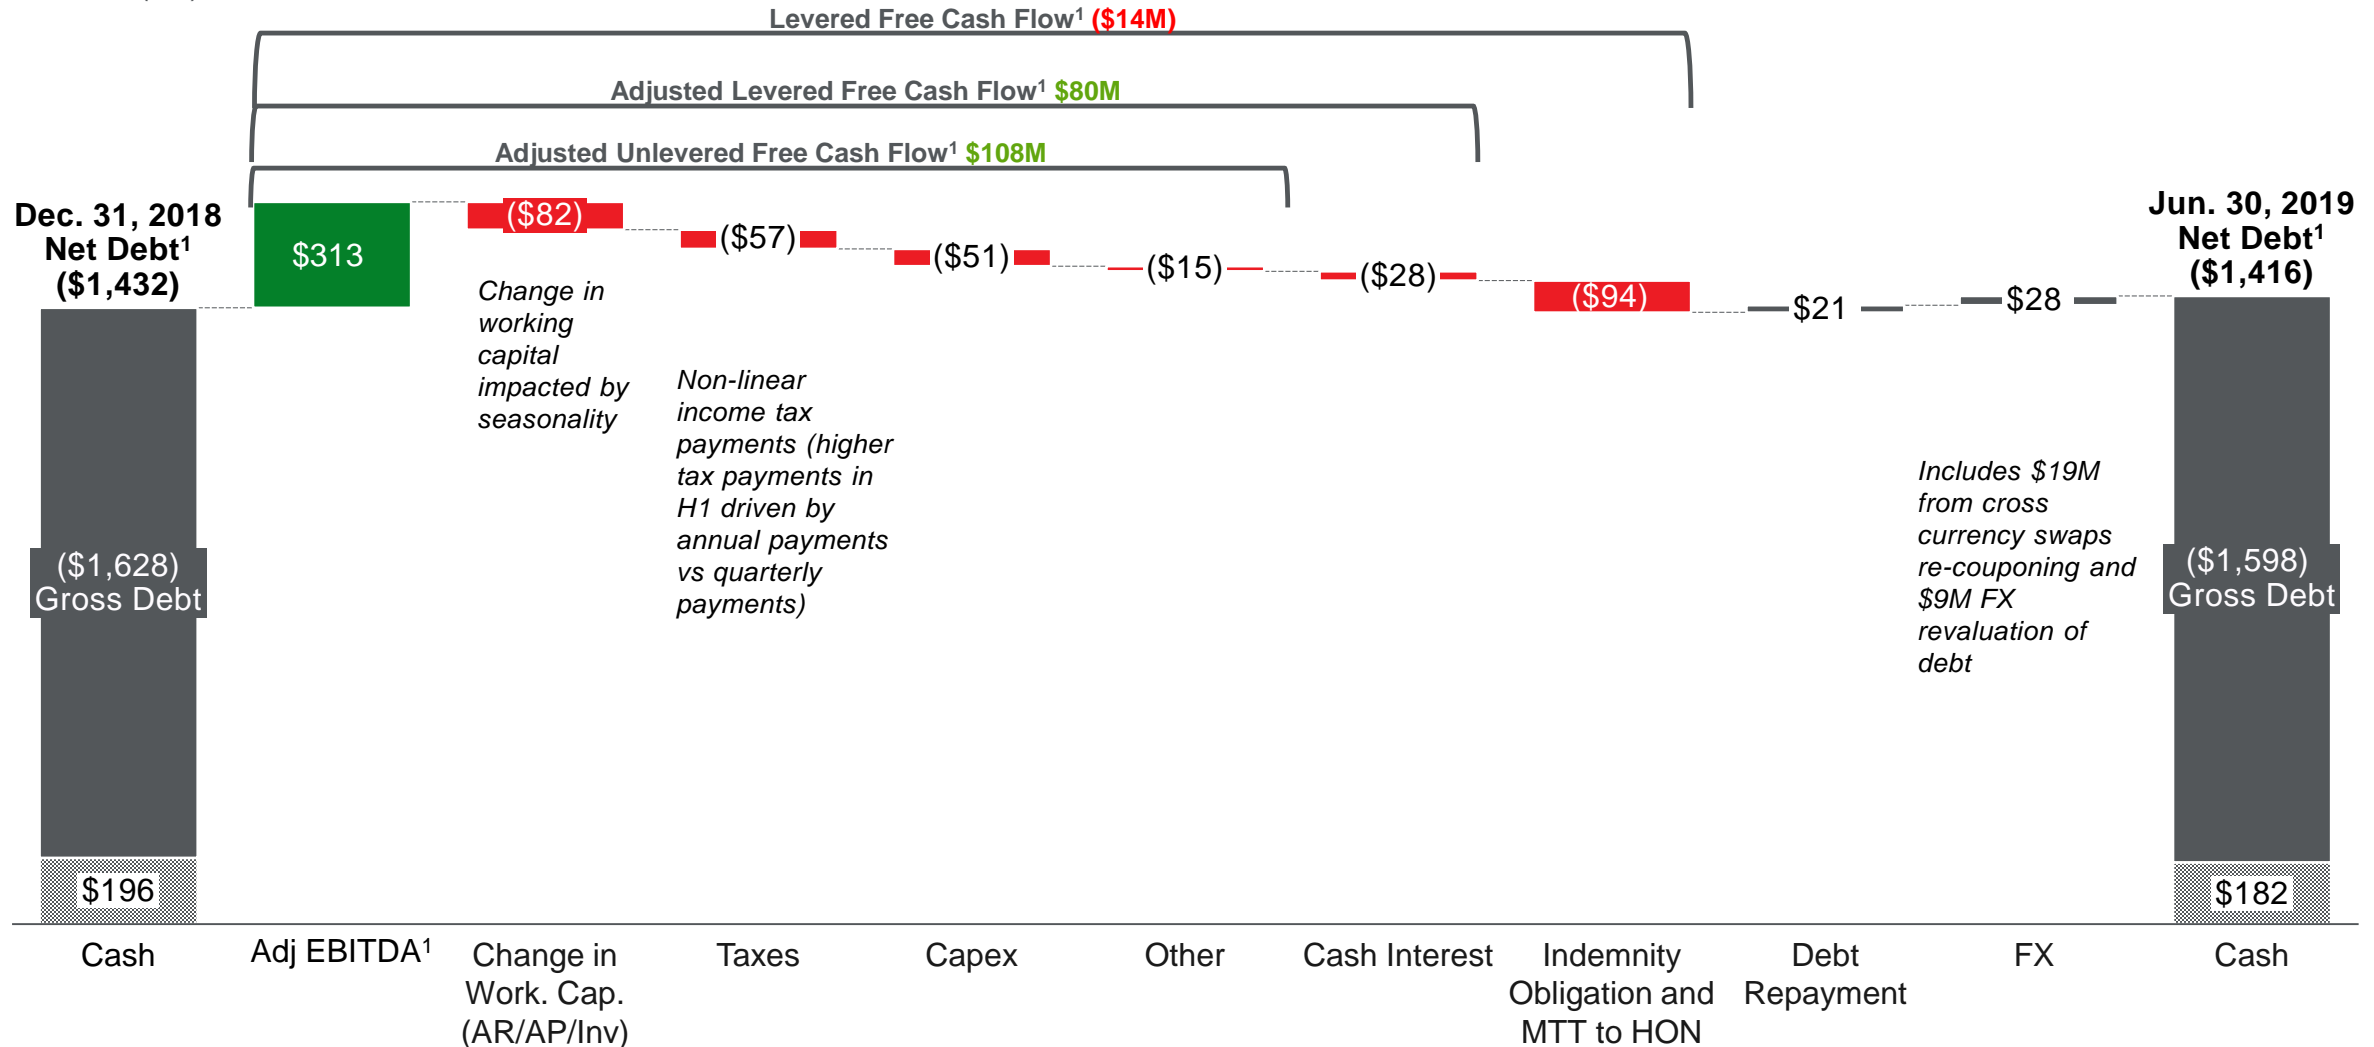 Levered Free Cash Flow¹ ($14M)
Adjusted Levered Free Cash Flow¹ $80M
Adjusted Unlevered Free Cash Flow¹ $108M
Dec. 31, 2018
Net Debt¹
($1,432)
Jun. 30, 2019
Net Debt¹
($1,416)
$313
($82)
($57)
($51)
($15)
($28)
($94)
$21
$28
Change in
working
capital
impacted by
seasonality
Non-linear
income tax
payments (higher
tax payments in
H1 driven by
annual payments
vs quarterly
payments)
Includes $19M
from cross
currency swaps
re-couponing and
$9M FX
revaluation of
debt
($1,628)
Gross Debt
($1,598)
Gross Debt
$196
$182
Cash
Adj EBITDA¹
Change in
Work. Cap.
(AR/AP/Inv)
Taxes
Capex
Other
Cash Interest
Indemnity
Obligation and
MTT to HON
Debt
Repayment
FX
Cash